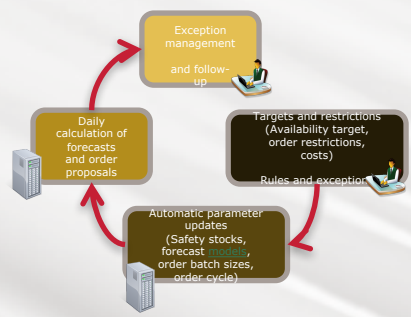 Exception
management
and follow-
up
Daily
calculation of
forecasts
and order
proposals
Targets and restrictions
(Availability target,
order restrictions,
costs)
Rules and exception
Automatic parameter
updates
(Safety stocks,
forecast models,
order batch sizes,
order cycle)